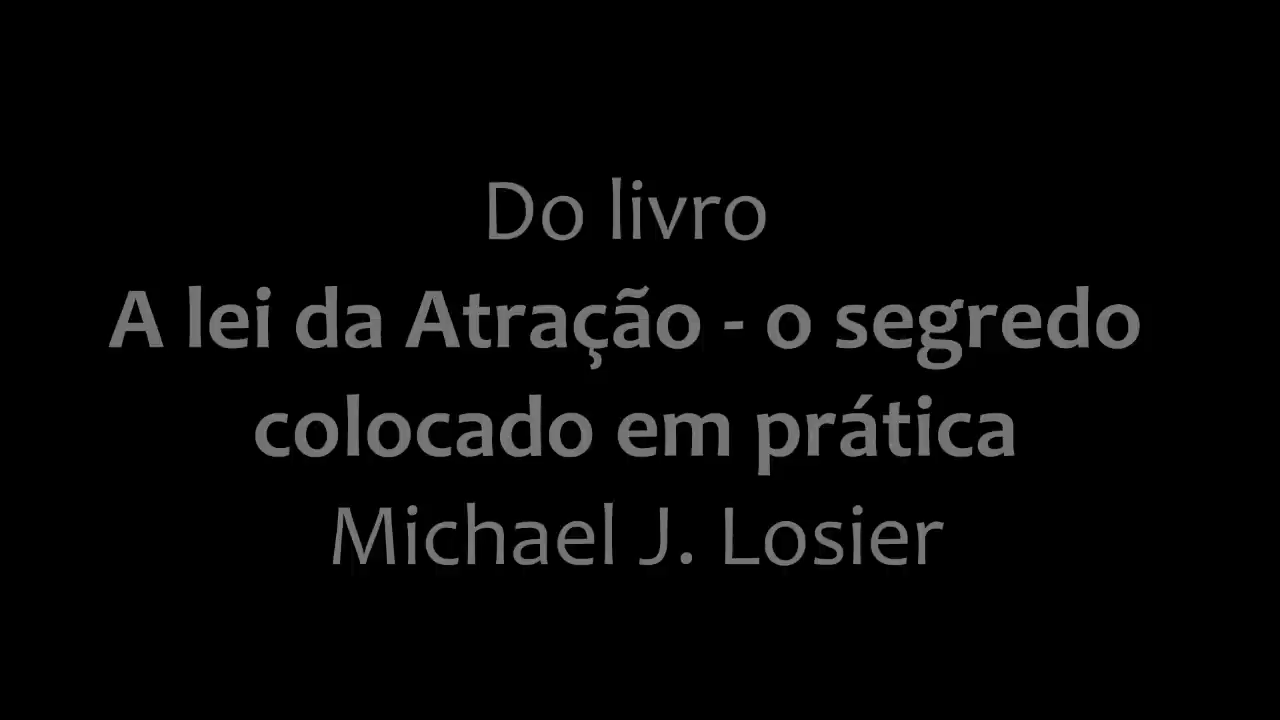 Do livro
A lei da Atração - o segredo
colocado em prática
Michael J. Losier